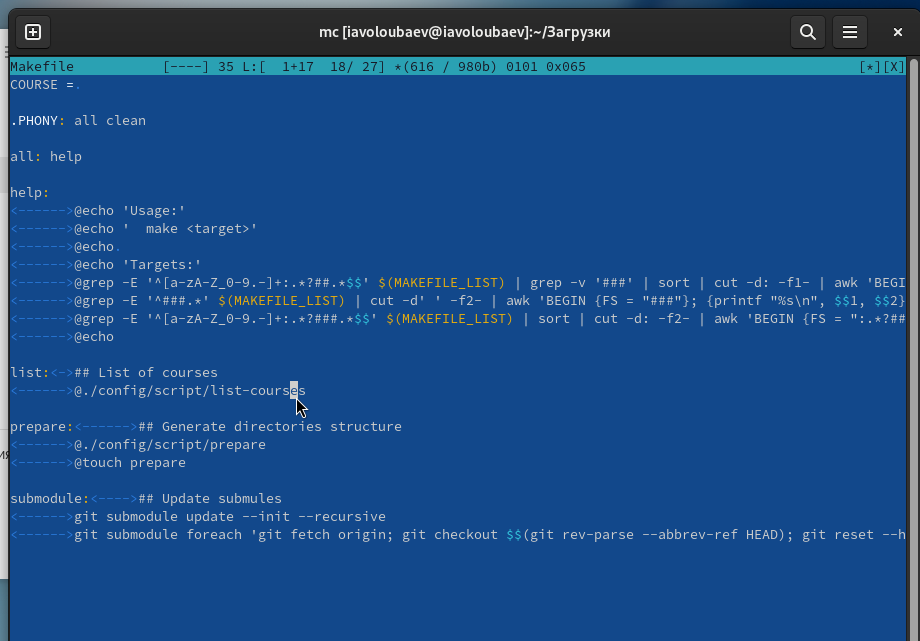 mc [iavoloubaev@iavoloubaev]:~/Загрузки
Makefile [----] 35 L:[ 1+17 18/ 27] *(616 / 980b) 0101 0x065 [*][X]
COURSE =.
.PHONY: all clean
all: help
help:
<------>@echo 'Usage:'
<------>@echo '  make <target>'
<------>@echo.
<------>@echo 'Targets:'
<------>@grep -E '^[a-zA-Z_0-9.-]+:.*?##.*$$' $(MAKEFILE_LIST) | grep -v '###' | sort | cut -d: -f1- | awk 'BEGI
<------>@grep -E '^###.*' $(MAKEFILE_LIST) | cut -d' ' -f2- | awk 'BEGIN {FS = "###"}; {printf "%s\n", $$1, $$2}
<------>@grep -E '^[a-zA-Z_0-9.-]+:.*?###.*$$' $(MAKEFILE_LIST) | sort | cut -d: -f2- | awk 'BEGIN {FS = ":.*?##
<------>@echo
list:<->## List of courses
<------>@./config/script/list-courses
prepare:<------>## Generate directories structure
<------>@./config/script/prepare
<------>@touch prepare
submodule:<---->## Update submules
<------>git submodule update --init --recursive
<------>git submodule foreach 'git fetch origin; git checkout $$(git rev-parse --abbrev-ref HEAD); git reset --h